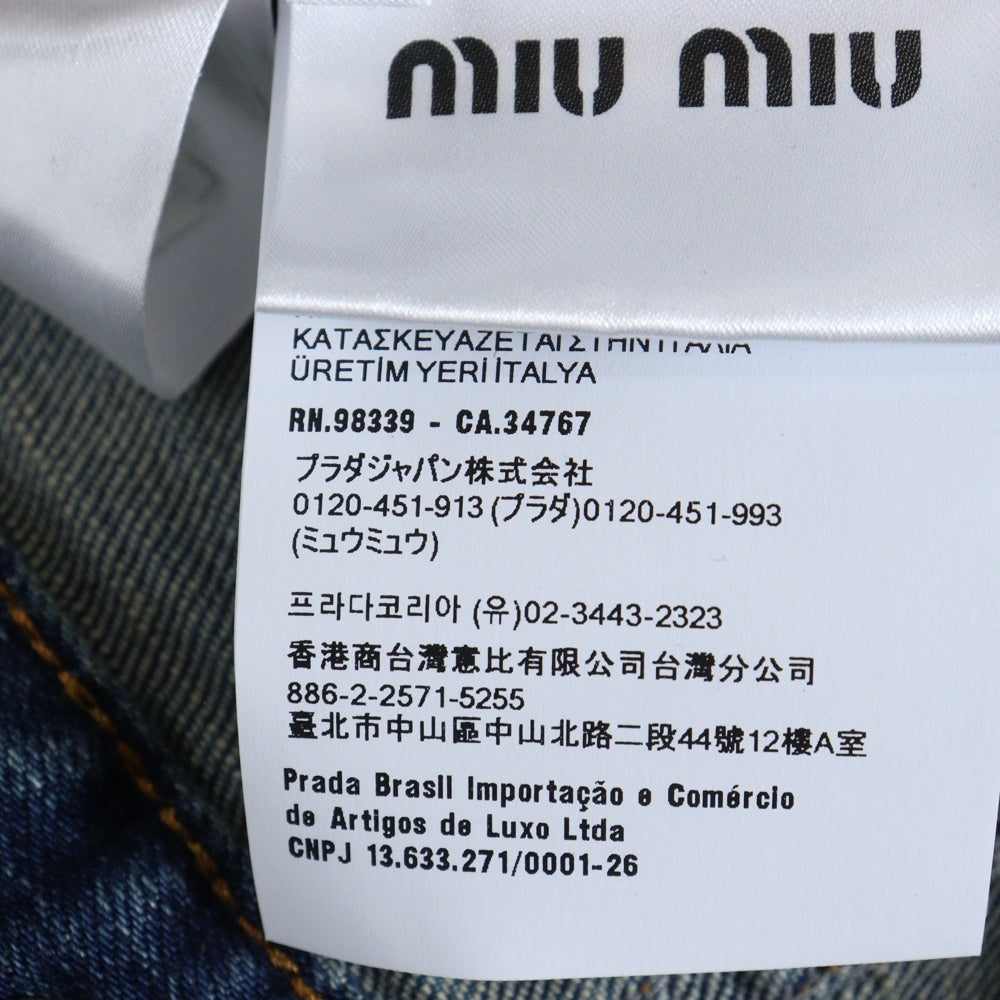 miu miu
ΚΑΤΑΣΚΕΥΑΖΕΤΑΙ ΣΤΗΝ ΙΤΑΛΙΑ
ÜRETİM YERİ İTALYA
RN.98339 - CA.34767
プラダジャパン株式会社
0120-451-913 (プラダ)0120-451-993
(ミュウミュウ)
프라다코리아 (유)02-3443-2323
香港商台灣意比有限公司台灣分公司
886-2-2571-5255
臺北市中山區中山北路二段44號12樓A室
Prada Brasil Importação e Comércio
de Artigos de Luxo Ltda
CNPJ 13.633.271/0001-26